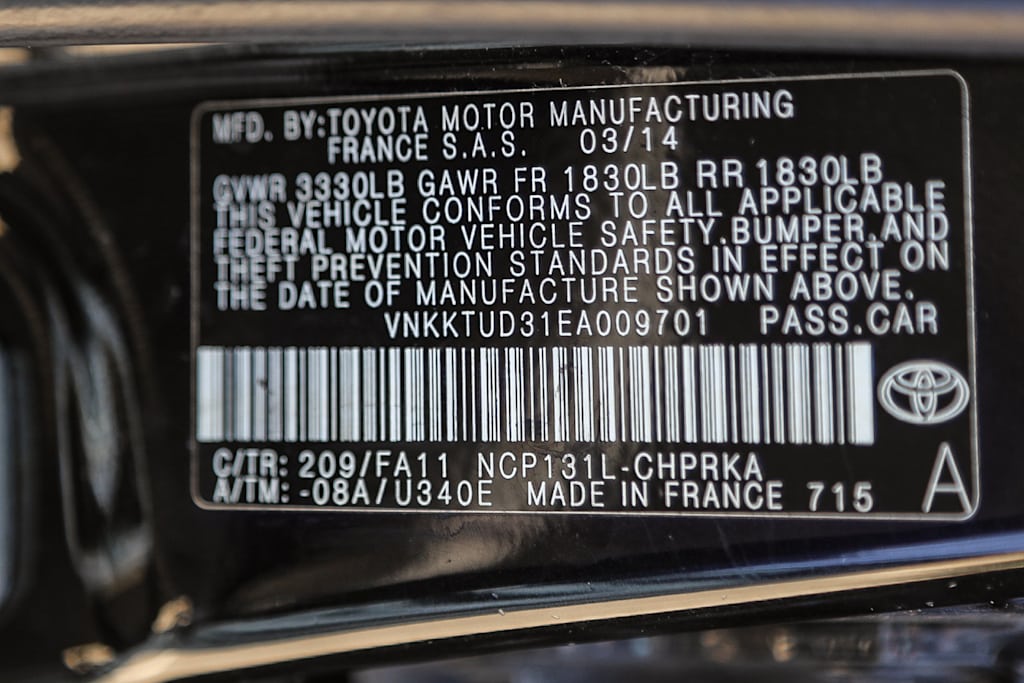 MFD. BY:TOYOTA MOTOR MANUFACTURING
FRANCE S.A.S. 03/14
GVWR 3330LB GAWR FR 1830LB RR 1830LB
THIS VEHICLE CONFORMS TO ALL APPLICABLE
FEDERAL MOTOR VEHICLE SAFETY,BUMPER,AND
THEFT PREVENTION STANDARDS IN EFFECT ON
THE DATE OF MANUFACTURE SHOWN ABOVE.
VNKKTUD31EA009701 PASS.CAR
C/TR: 209/FA11 NCP131L-CHPRKA
A/TM: -08A/U340E MADE IN FRANCE 715
A